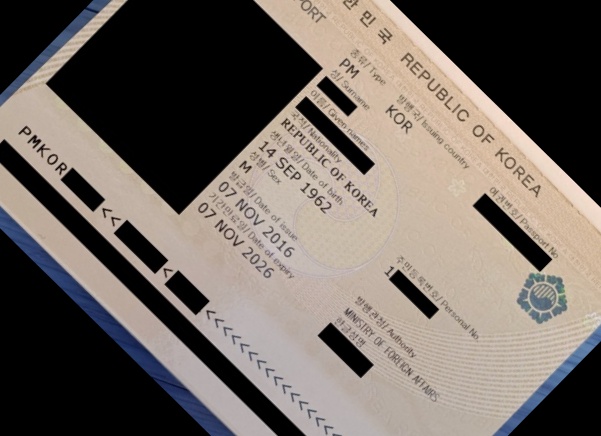 PORT
한 민 국 REPUBLIC OF KOREA
종류/Type
PM
발행국/Issuing country
KOR
여권번호/Passport No.
성/Surname
이름/Given names
국적/Nationality
REPUBLIC OF KOREA
생년월일/Date of birth
14 SEP 1962
주민등록번호/Personal No.
1
성별/Sex
M
발급일/Date of issue
07 NOV 2016
발행관청/Authority
MINISTRY OF FOREIGN AFFAIRS
기간만료일/Date of expiry
07 NOV 2026
한글성명
PMKOR << < <<<<<<<<<<<<<<